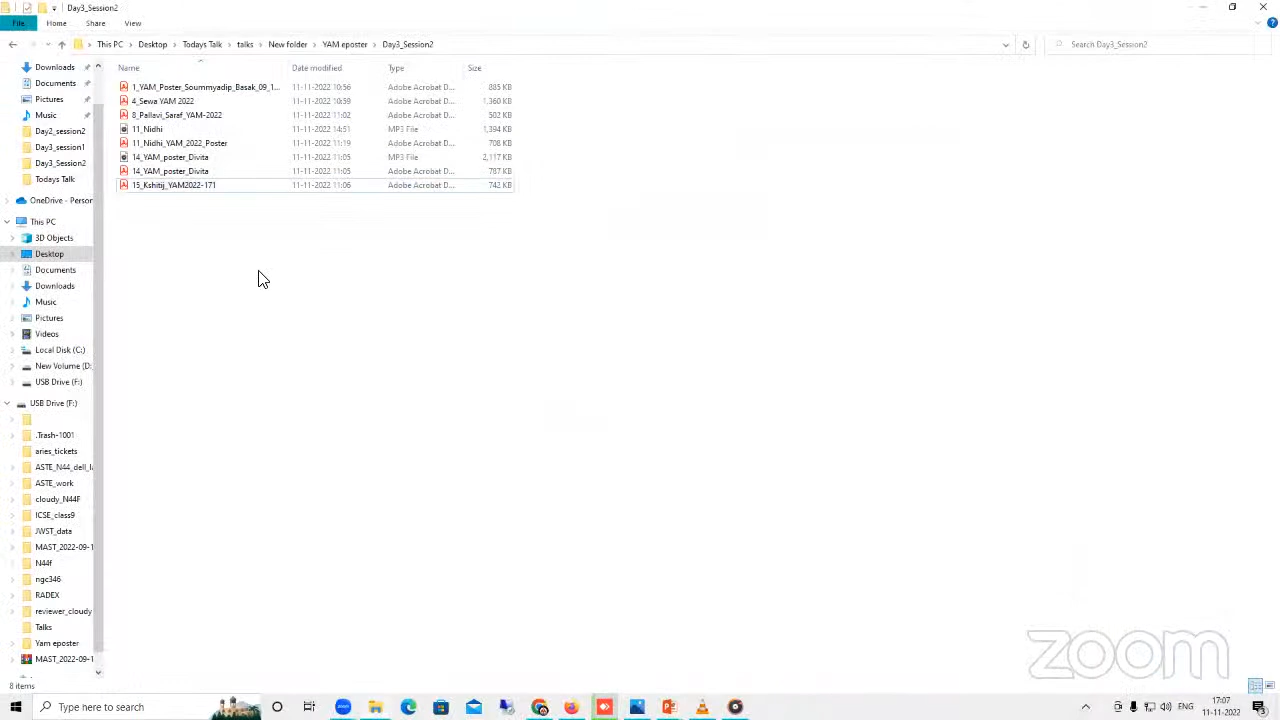 Day3_Session2
File Home Share View
This PC Desktop Todays Talk talks New folder YAM eposter Day3_Session2 Search Day3_Session2
Name Date modified Type Size
1_YAM_Poster_Soummyadip_Basak_09_1... 11-11-2022 10:56 Adobe Acrobat D... 885 KB
4_Sewa YAM 2022 11-11-2022 10:59 Adobe Acrobat D... 1,360 KB
8_Pallavi_Saraf_YAM-2022 11-11-2022 11:02 Adobe Acrobat D... 502 KB
11_Nidhi 11-11-2022 14:51 MP3 File 1,394 KB
11_Nidhi_YAM_2022_Poster 11-11-2022 11:19 Adobe Acrobat D... 708 KB
14_YAM_poster_Divita 11-11-2022 11:05 MP3 File 2,117 KB
14_YAM_poster_Divita 11-11-2022 11:05 Adobe Acrobat D... 787 KB
15_Kshitij_YAM2022-171 11-11-2022 11:06 Adobe Acrobat D... 742 KB
Downloads
Documents
Pictures
Music
Day2_session2
Day3_session1
Day3_Session2
Todays Talk
OneDrive - Person
This PC
3D Objects
Desktop
Documents
Downloads
Music
Pictures
Videos
Local Disk (C:)
New Volume (D:
USB Drive (F:)
USB Drive (F:)
.Trash-1001
aries_tickets
ASTE_N44_dell_l
ASTE_work
cloudy_N44F
ICSE_class9
JWST_data
MAST_2022-09-1
N44f
ngc346
RADEX
reviewer_cloudy
Talks
Yam eposter
MAST_2022-09-1
8 items
zoom
Type here to search
ENG
17:07
11-11-2022